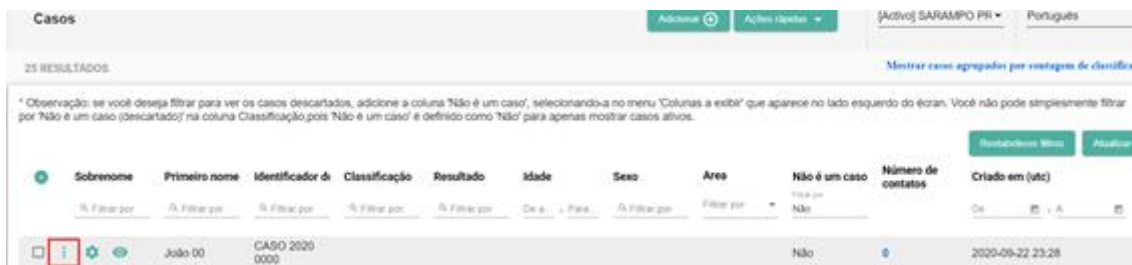 Casos
Adicionar
Ações rápidas
[Activo] SARAMPO PR
Português
25 RESULTADOS
Mostrar casos agrupados por contagem de classifica
* Observação: se você deseja filtrar para ver os casos descartados, adicione a coluna 'Não é um caso', selecionando-a no menu 'Colunas a exibir' que aparece no lado esquerdo do écran. Você não pode simplesmente filtrar
por 'Não é um caso (descartado)' na coluna Classificação,pois 'Não é um caso' é definido como 'Não' para apenas mostrar casos ativos.
Restabelecer filtros
Atualizar
Sobrenome Primeiro nome Identificador de Classificação Resultado Idade Sexo Area Não é um caso Número de contatos Criado em (utc)
Filtrar por Filtrar por Filtrar por Filtrar por Filtrar por De a... Para... Filtrar por Filtrar por Filtrar por Não De A
João 00 CASO 2020 0000 Não 0 2020-09-22 23:28